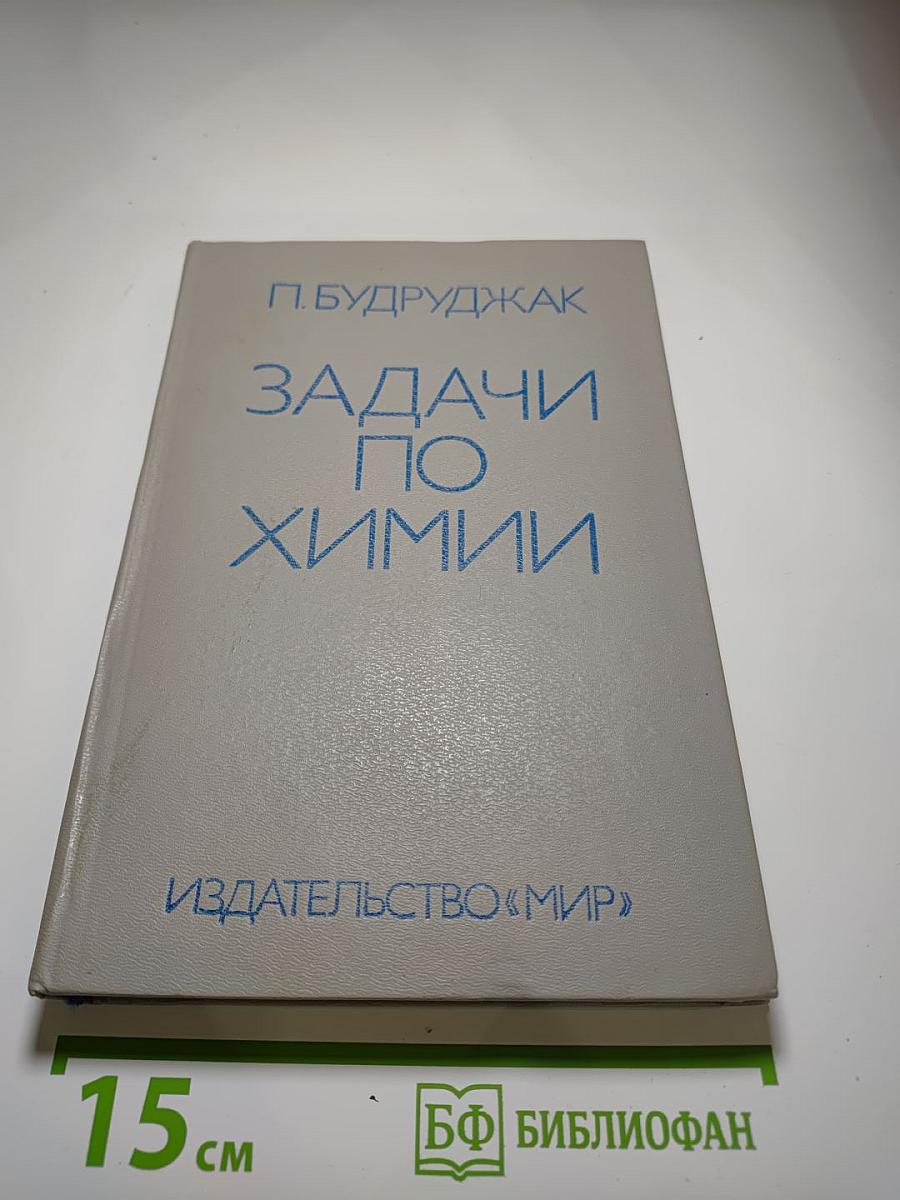 П.БУДРУДЖАК
ЗАДАЧИ
ПО
ХИМИИ
ИЗДАТЕЛЬСТВО «МИР»
15 см
БФ БИБЛИОФАН